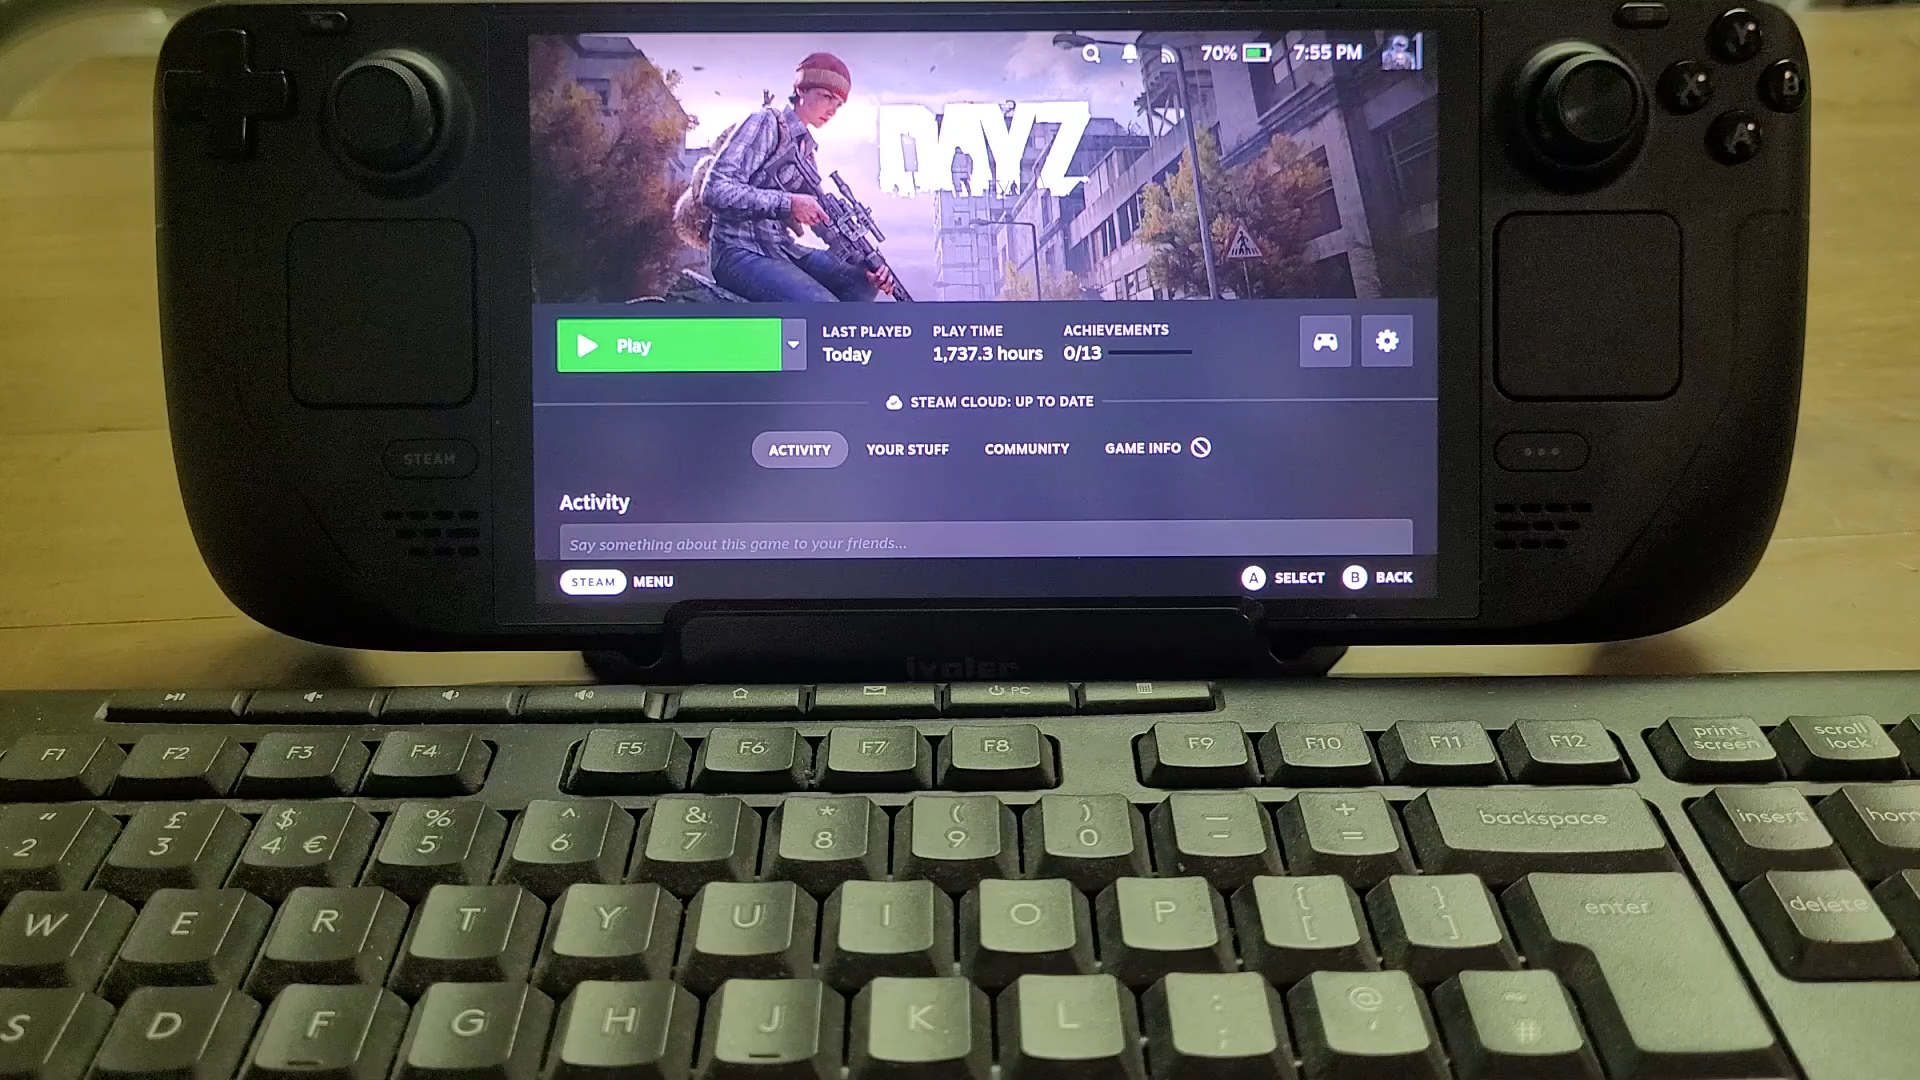 70% 7:55 PM
DAYZ
Play
LAST PLAYED
Today
PLAY TIME
1,737.3 hours
ACHIEVEMENTS
0/13
STEAM CLOUD: UP TO DATE
ACTIVITY YOUR STUFF COMMUNITY GAME INFO
Activity
Say something about this game to your friends...
STEAM MENU
A SELECT B BACK
STEAM
Y
X B
A
ivoler
PC
F1 F2 F3 F4 F5 F6 F7 F8 F9 F10 F11 F12 print screen scroll lock
" 2 £ 3 $ 4 € % 5 ^ 6 & 7 * 8 ( 9 ) 0 _ - + = backspace insert hom
W E R T Y U I O P { [ } ] enter delete
S D F G H J K L : ; @ ' ~ #